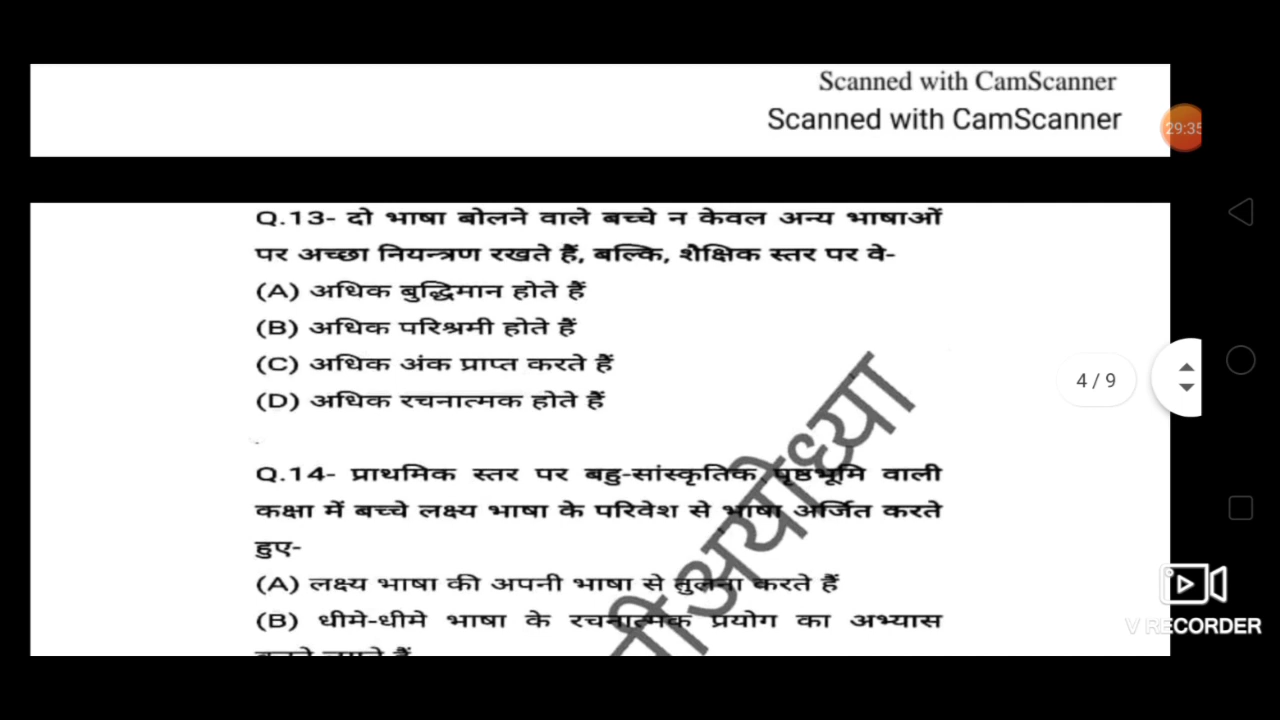 Scanned with CamScanner
Scanned with CamScanner
29:35
Q.13- दो भाषा बोलने वाले बच्चे न केवल अन्य भाषाओं
पर अच्छा नियन्त्रण रखते हैं, बल्कि, शैक्षिक स्तर पर वे-
(A) अधिक बुद्धिमान होते हैं
(B) अधिक परिश्रमी होते हैं
(C) अधिक अंक प्राप्त करते हैं
(D) अधिक रचनात्मक होते हैं
4 / 9
Q.14- प्राथमिक स्तर पर बहु-सांस्कृतिक पृष्ठभूमि वाली
कक्षा में बच्चे लक्ष्य भाषा के परिवेश से भाषा अर्जित करते
हुए-
(A) लक्ष्य भाषा की अपनी भाषा से तुलना करते हैं
(B) धीमे-धीमे भाषा के रचनात्मक प्रयोग का अभ्यास
अयोध्या
V RECORDER